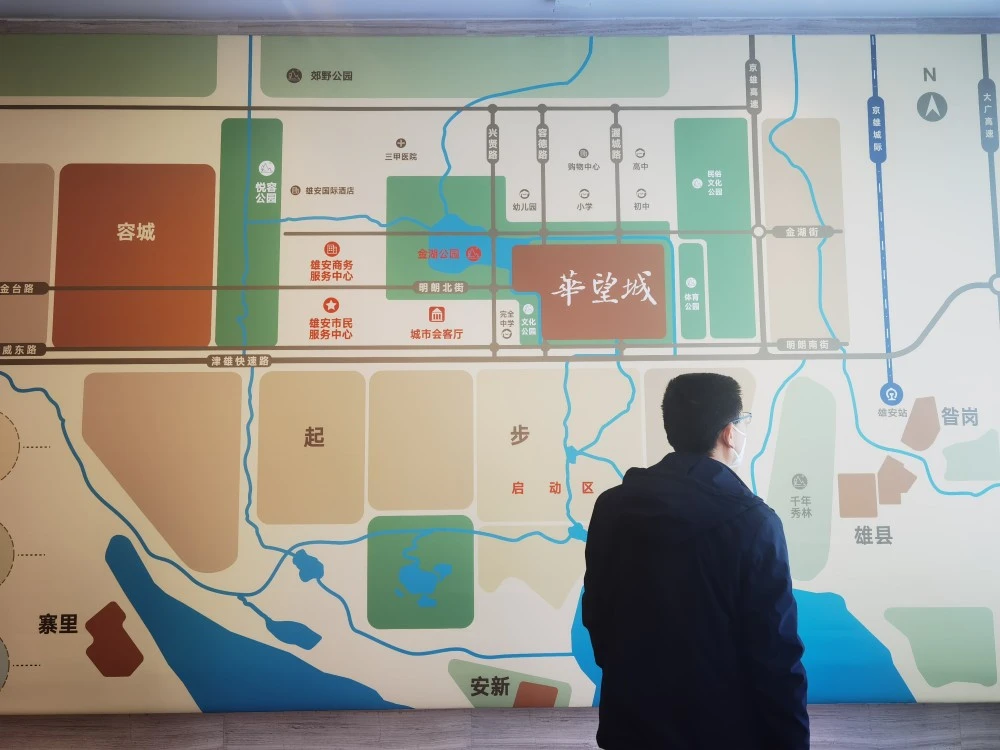 郊野公园
N
京雄高速
京雄城际
大广高速
兴贤路
容德路
渥城路
三甲医院
购物中心
高中
悦容
公园
雄安国际酒店
幼儿园
小学
初中
民俗
文化
公园
容城
金湖街
雄安商务
服务中心
金湖公园
華望城
金台路
明朗北街
体育
公园
雄安市民
服务中心
城市会客厅
完全
中学
文化
公园
威东路
津雄快速路
明朗南街
雄安站
昝岗
起
步
启动区
千年
秀林
雄县
寨里
安新